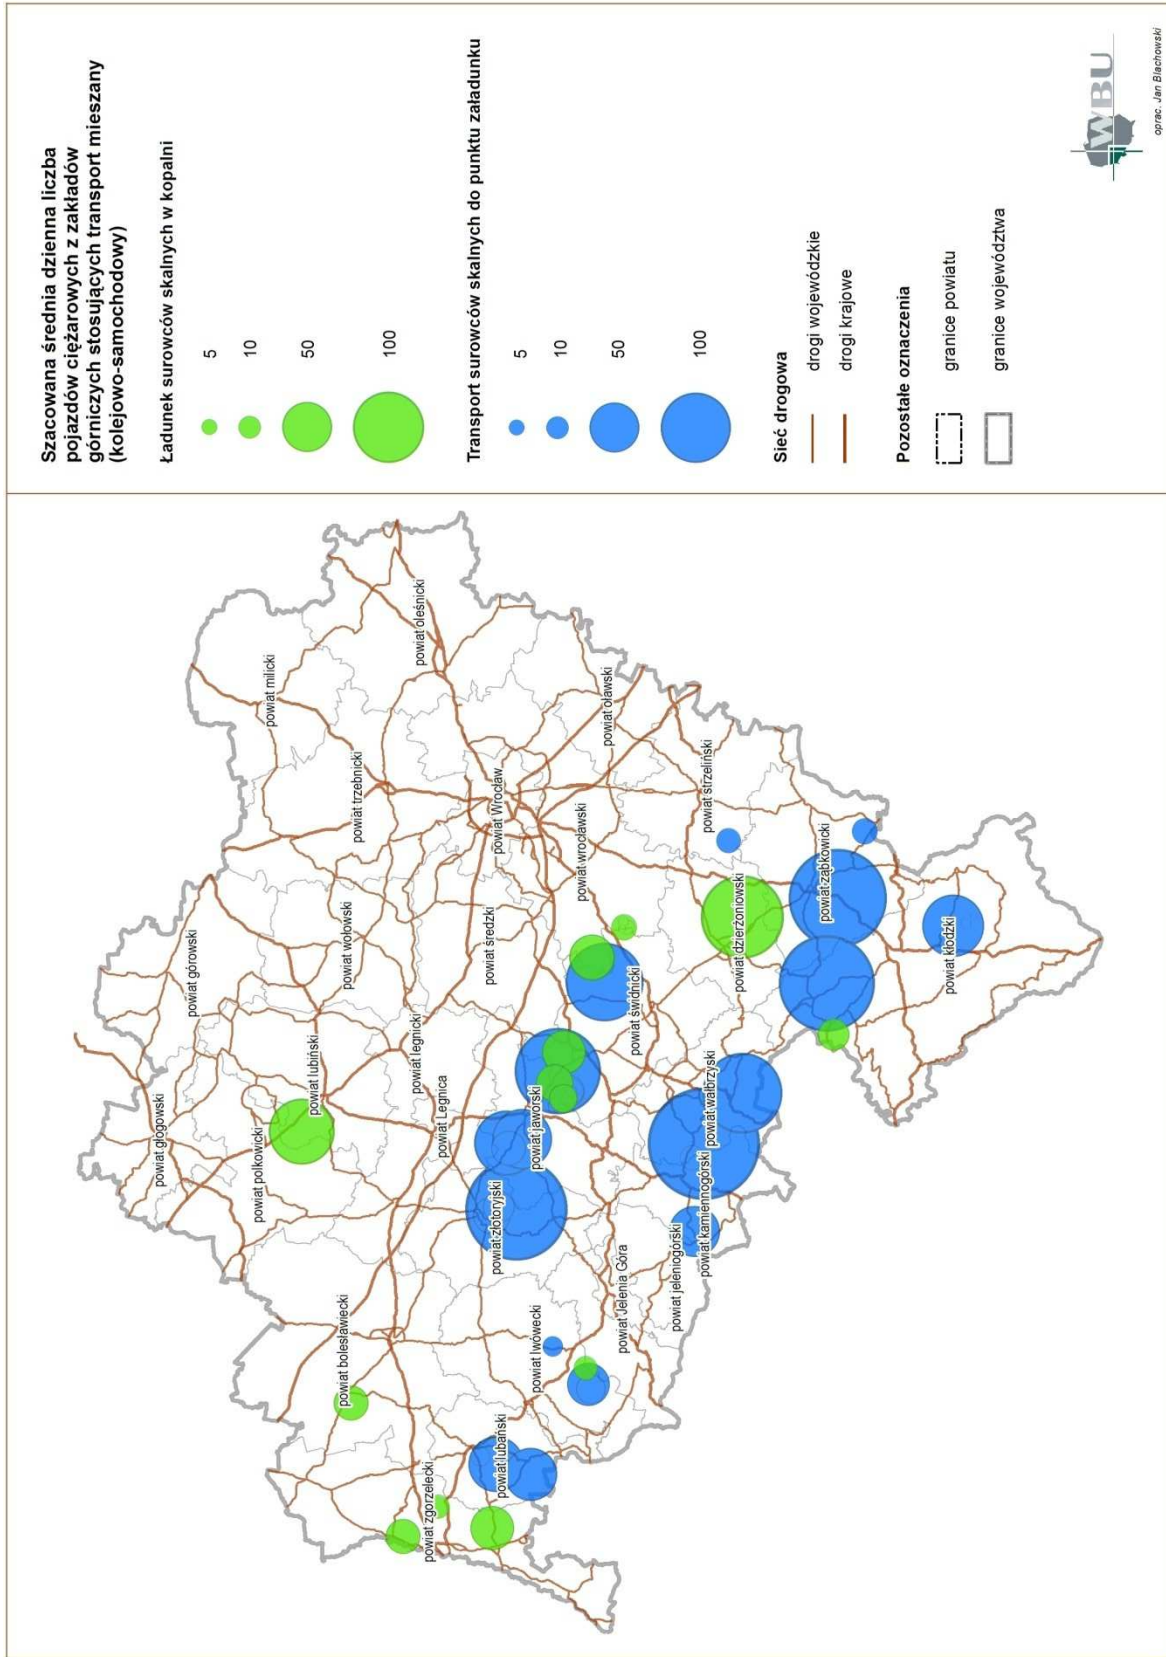 Szacowana średnia dzienna liczba
pojazdów ciężarowych z zakładów
górniczych stosujących transport mieszany
(kolejowo-samochodowy)
Ładunek surowców skalnych w kopalni
5
10
50
100
Transport surowców skalnych do punktu załadunku
5
10
50
100
Sieć drogowa
drogi wojewódzkie
drogi krajowe
Pozostałe oznaczenia
granice powiatu
granice województwa
WBU
oprac. Jan Blachowski
powiat głogowski
powiat górowski
powiat polkowicki
powiat milicki
powiat lubiński
powiat bolesławiecki
powiat wołowski
powiat trzebnicki
powiat legnicki
powiat oleśnicki
powiat zgorzelecki
powiat Legnica
powiat średzki
powiat Wrocław
powiat lubański
powiat złotoryjski
powiat lwówecki
powiat jaworski
powiat wrocławski
powiat oławski
powiat Jelenia Góra
powiat świdnicki
powiat jeleniogórski
powiat kamiennogórski
powiat wałbrzyski
powiat strzeliński
powiat dzierżoniowski
powiat ząbkowicki
powiat kłodzki